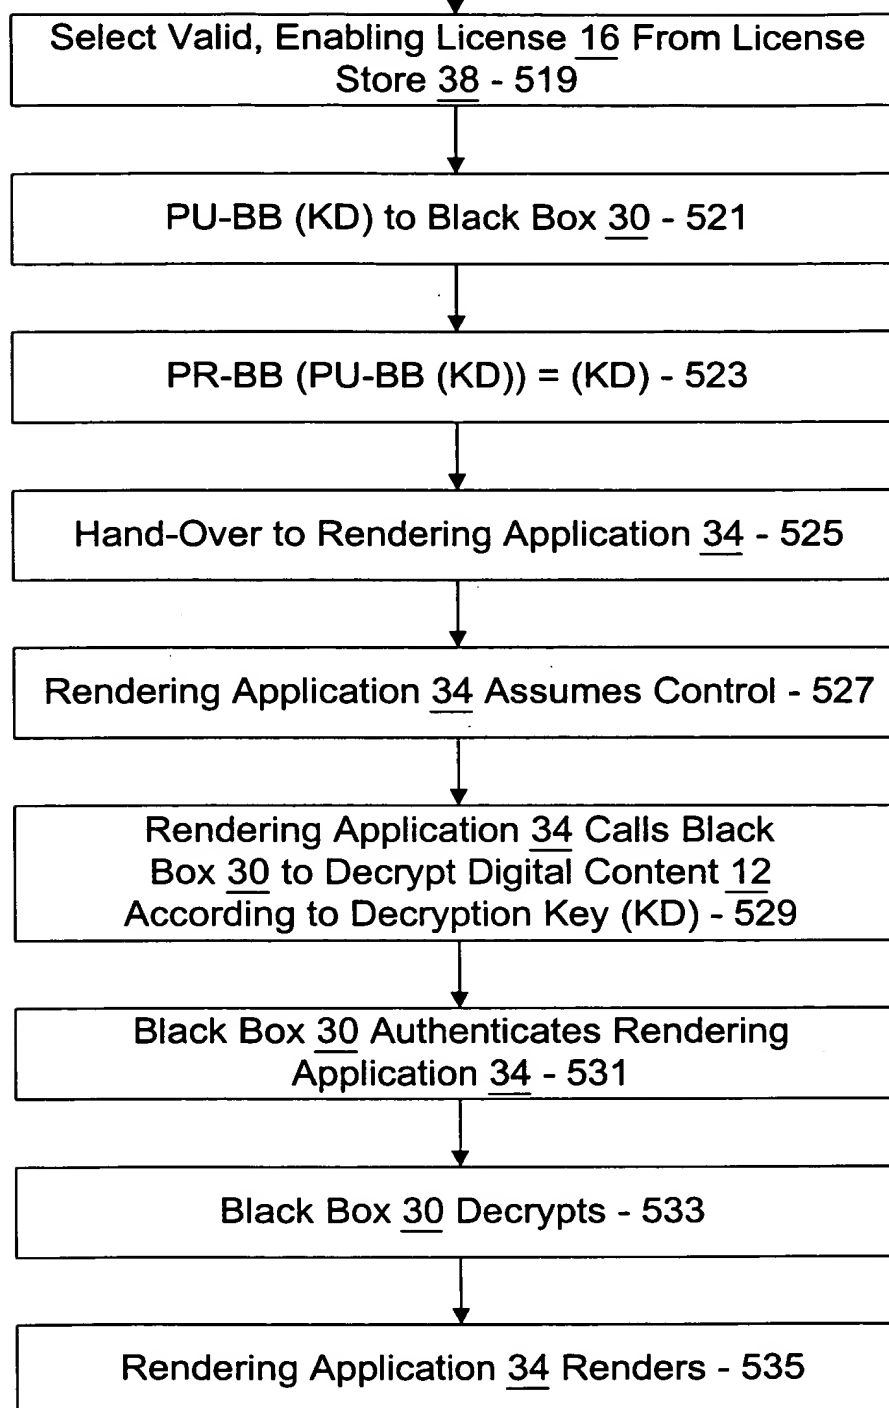 Select Valid, Enabling License 16 From License
Store 38 - 519
PU-BB (KD) to Black Box 30 - 521
PR-BB (PU-BB (KD)) = (KD) - 523
Hand-Over to Rendering Application 34 - 525
Rendering Application 34 Assumes Control - 527
Rendering Application 34 Calls Black
Box 30 to Decrypt Digital Content 12
According to Decryption Key (KD) - 529
Black Box 30 Authenticates Rendering
Application 34 - 531
Black Box 30 Decrypts - 533
Rendering Application 34 Renders - 535